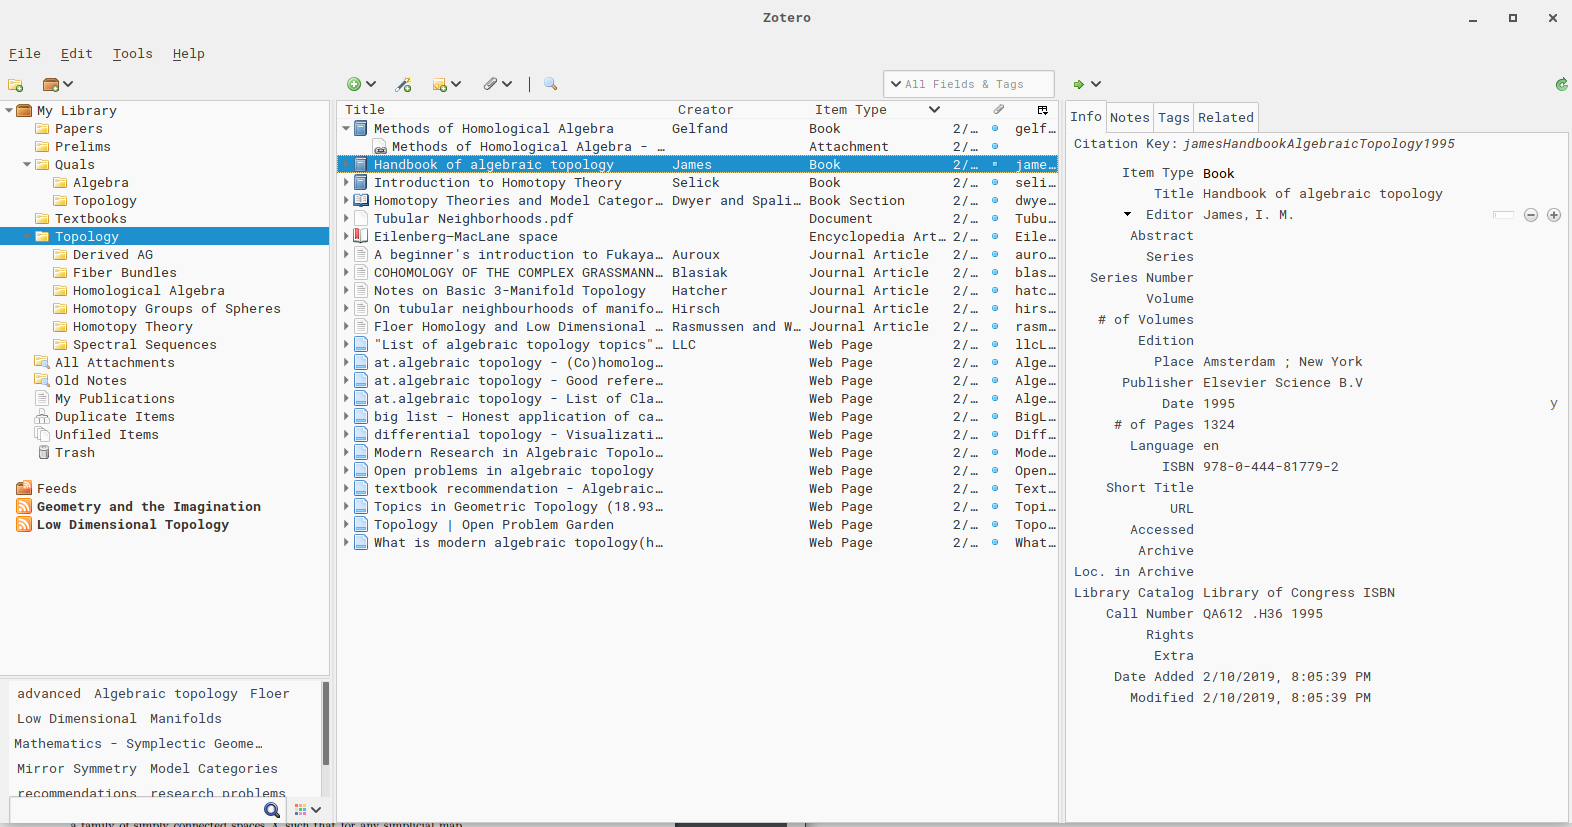 Zotero
File Edit Tools Help
All Fields & Tags
My Library
Papers
Prelims
Quals
Algebra
Topology
Textbooks
Topology
Derived AG
Fiber Bundles
Homological Algebra
Homotopy Groups of Spheres
Homotopy Theory
Spectral Sequences
All Attachments
Old Notes
My Publications
Duplicate Items
Unfiled Items
Trash
Feeds
Geometry and the Imagination
Low Dimensional Topology
advanced Algebraic topology Floer
Low Dimensional Manifolds
Mathematics - Symplectic Geome…
Mirror Symmetry Model Categories
recommendations research problems
Title Creator Item Type
Methods of Homological Algebra Gelfand Book 2/… gelf…
Methods of Homological Algebra - … Attachment 2/…
Handbook of algebraic topology James Book 2/… jame…
Introduction to Homotopy Theory Selick Book 2/… seli…
Homotopy Theories and Model Categor… Dwyer and Spali… Book Section 2/… dwye…
Tubular Neighborhoods.pdf Document 2/… Tubu…
Eilenberg–MacLane space Encyclopedia Art… 2/… Eile…
A beginner's introduction to Fukaya… Auroux Journal Article 2/… auro…
COHOMOLOGY OF THE COMPLEX GRASSMANN… Blasiak Journal Article 2/… blas…
Notes on Basic 3-Manifold Topology Hatcher Journal Article 2/… hatc…
On tubular neighbourhoods of manifo… Hirsch Journal Article 2/… hirs…
Floer Homology and Low Dimensional … Rasmussen and W… Journal Article 2/… rasm…
"List of algebraic topology topics"… LLC Web Page 2/… llcL…
at.algebraic topology - (Co)homolog… Web Page 2/… Alge…
at.algebraic topology - Good refere… Web Page 2/… Alge…
at.algebraic topology - List of Cla… Web Page 2/… Alge…
big list - Honest application of ca… Web Page 2/… BigL…
differential topology - Visualizati… Web Page 2/… Diff…
Modern Research in Algebraic Topolo… Web Page 2/… Mode…
Open problems in algebraic topology Web Page 2/… Open…
textbook recommendation - Algebraic… Web Page 2/… Text…
Topics in Geometric Topology (18.93… Web Page 2/… Topi…
Topology | Open Problem Garden Web Page 2/… Topo…
What is modern algebraic topology(h… Web Page 2/… What…
Info Notes Tags Related
Citation Key: jamesHandbookAlgebraicTopology1995
Item Type Book
Title Handbook of algebraic topology
Editor James, I. M.
Abstract
Series
Series Number
Volume
# of Volumes
Edition
Place Amsterdam ; New York
Publisher Elsevier Science B.V
Date 1995 y
# of Pages 1324
Language en
ISBN 978-0-444-81779-2
Short Title
URL
Accessed
Archive
Loc. in Archive
Library Catalog Library of Congress ISBN
Call Number QA612 .H36 1995
Rights
Extra
Date Added 2/10/2019, 8:05:39 PM
Modified 2/10/2019, 8:05:39 PM